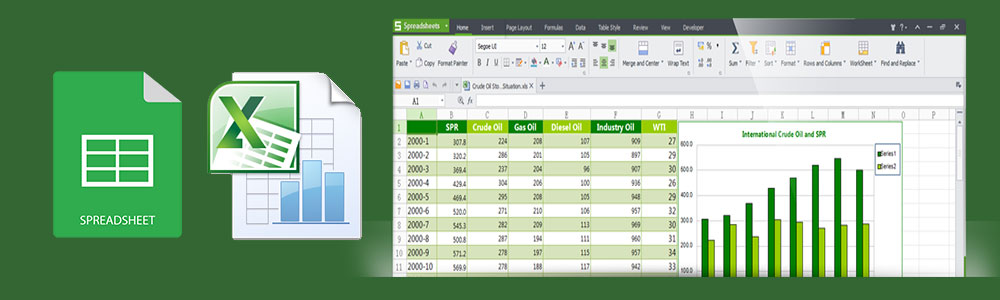 SPREADSHEET
X
S Spreadsheets
Home Insert Page Layout Formulas Data Table Style Review View Developer
Paste Cut Copy Format Painter
Segoe UI 12 A A
B I U
Merge and Center Wrap Text
Sum Filter Sort Format Rows and Columns WorkSheet Find and Replace
Crude Oil Sto...Situation.xls
A1 fx
A B C D E F G H I J K L M N O P
1 SPR Crude Oil Gas Oil Diesel Oil Industry Oil WTI
2 2000-1 307.8 224 208 107 909 27
3 2000-2 320.2 286 201 105 897 29
4 2000-3 369.4 237 204 96 907 30
5 2000-4 429.4 304 206 100 936 26
6 2000-5 469.4 295 208 105 948 29
7 2000-6 520.0 271 210 106 957 32
8 2000-7 545.3 282 209 113 969 30
9 2000-8 500.8 287 194 111 960 31
10 2000-9 571.2 278 197 115 957 34
11 2000-10 569.9 278 188 117 942 33
International Crude Oil and SPR
600.0
500.0
400.0
300.0
200.0
100.0
Series1
Series2